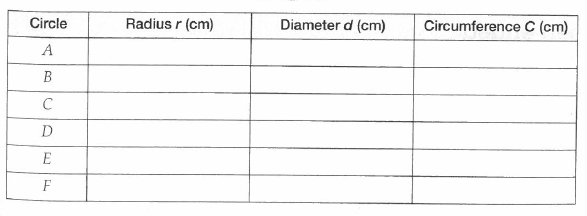 Circle Radius r (cm) Diameter d (cm) Circumference C (cm)
A
B
C
D
E
F